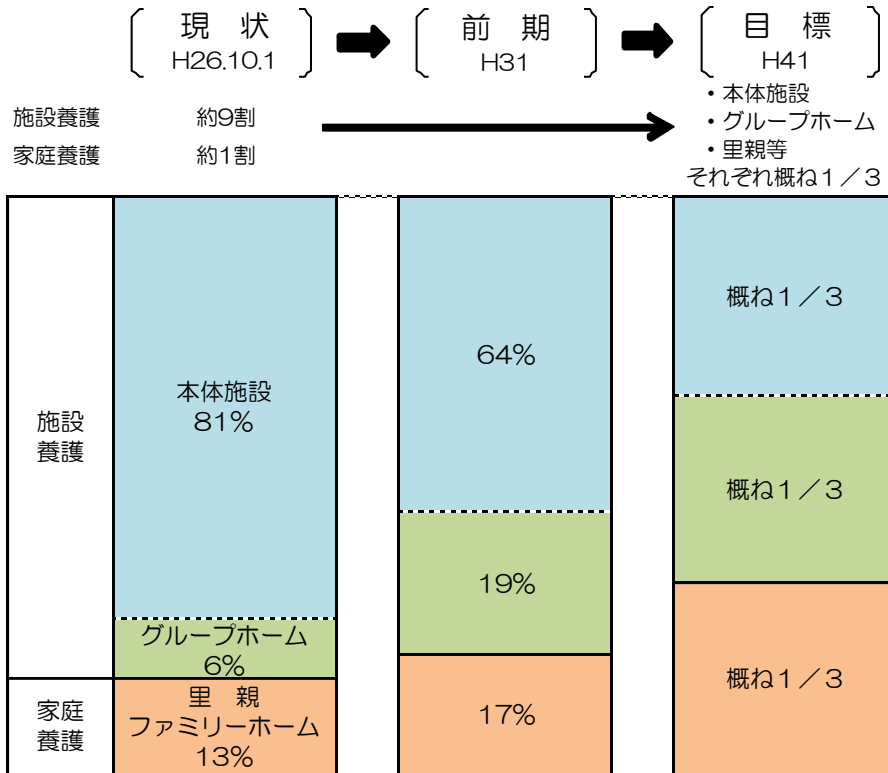 現 状
H26.10.1
前 期
H31
目 標
H41
・本体施設
・グループホーム
・里親等
それぞれ概ね1／3
施設養護 約9割
家庭養護 約1割
施設
養護
本体施設
81%
グループホーム
6%
家庭
養護
里 親
ファミリーホーム
13%
64%
19%
17%
概ね1／3
概ね1／3
概ね1／3